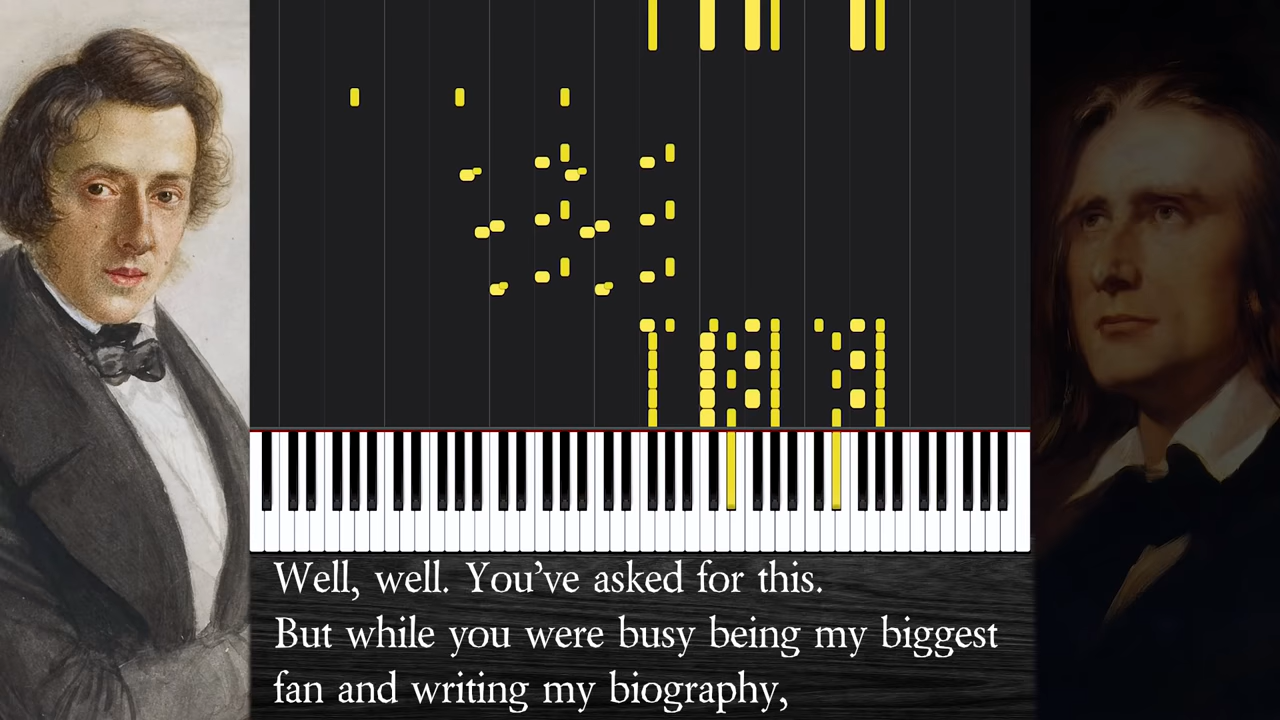 Well, well. You've asked for this.
But while you were busy being my biggest
fan and writing my biography,